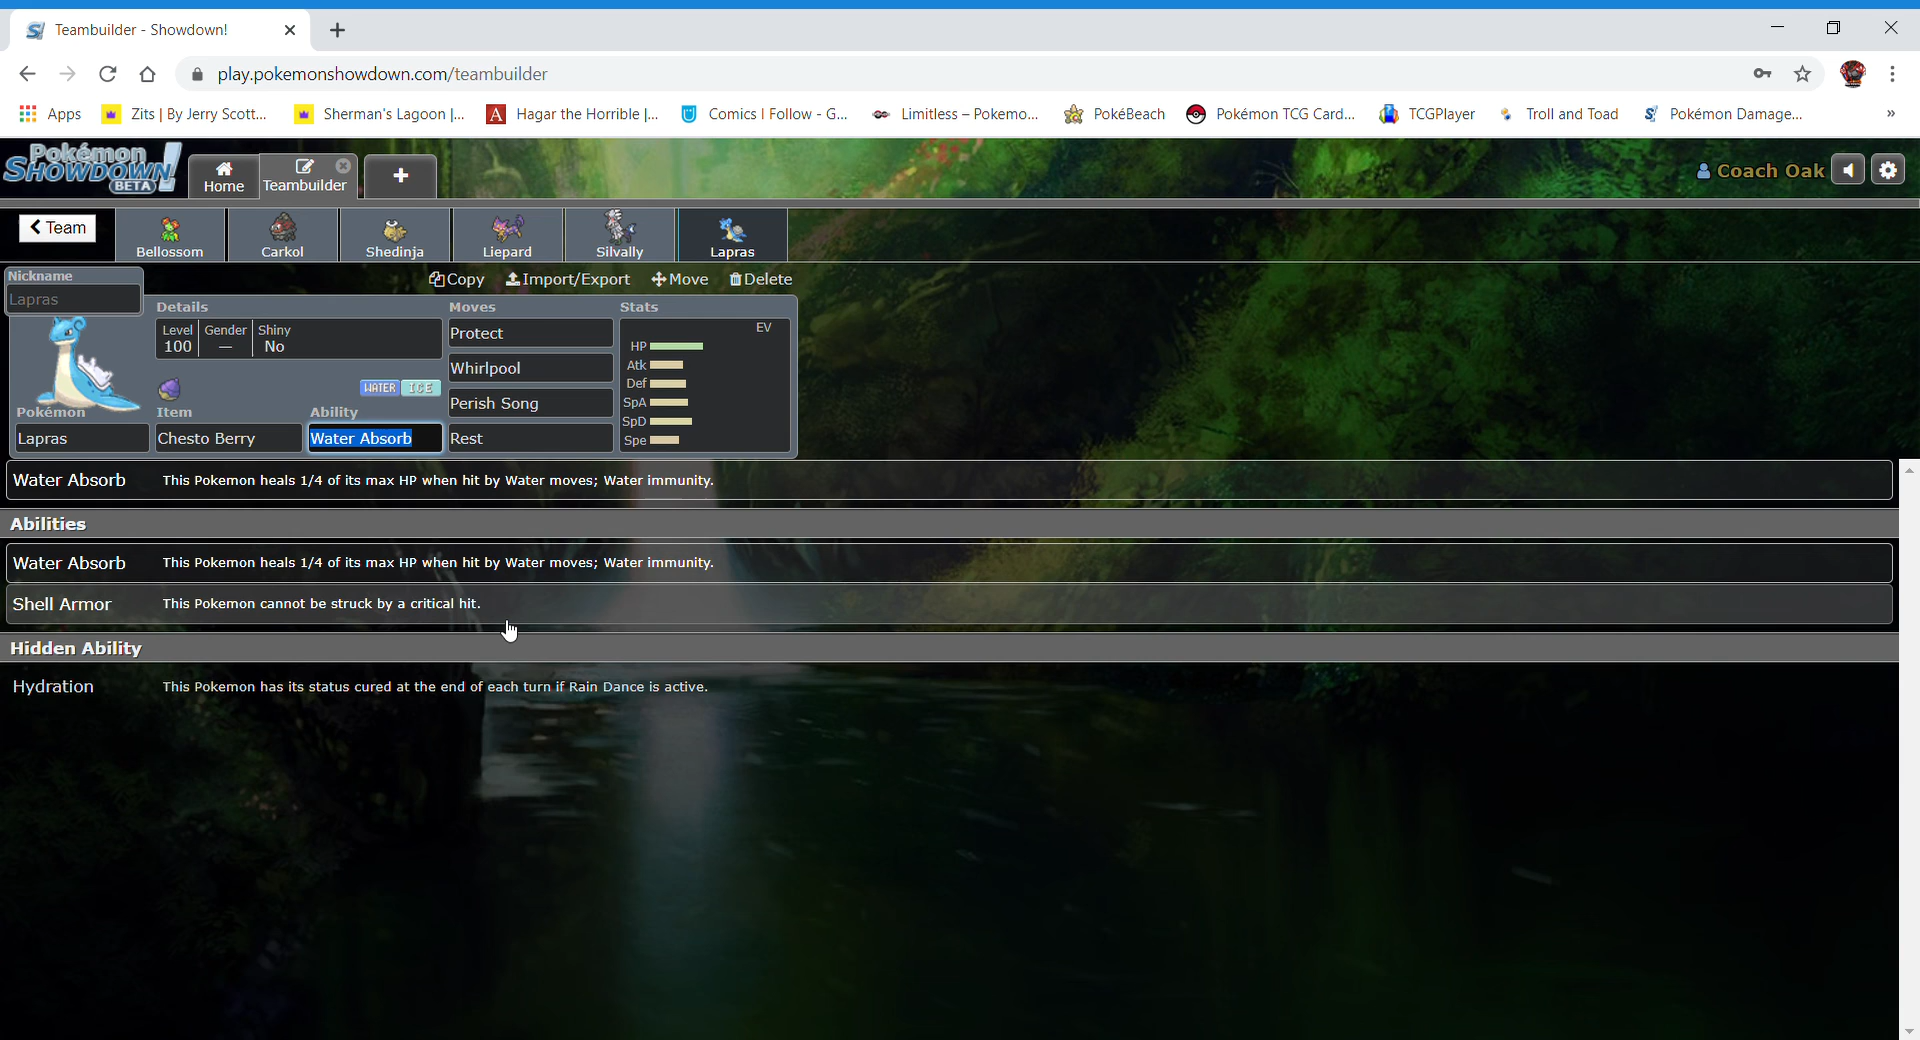 Teambuilder - Showdown!
play.pokemonshowdown.com/teambuilder
Apps
Zits | By Jerry Scott...
Sherman's Lagoon |...
Hagar the Horrible |...
Comics I Follow - G...
Limitless – Pokemo...
PokéBeach
Pokémon TCG Card...
TCGPlayer
Troll and Toad
Pokémon Damage...
»
Pokémon
SHOWDOWN!
BETA
Home
Teambuilder
Coach Oak
Team
Bellossom
Carkol
Shedinja
Liepard
Silvally
Lapras
Nickname
Lapras
Copy
Import/Export
Move
Delete
Details
Level
100
Gender
—
Shiny
No
Moves
Protect
Whirlpool
Perish Song
Rest
Stats
EV
HP
Atk
Def
SpA
SpD
Spe
WATER
ICE
Pokémon
Lapras
Item
Chesto Berry
Ability
Water Absorb
Water Absorb This Pokemon heals 1/4 of its max HP when hit by Water moves; Water immunity.
Abilities
Water Absorb This Pokemon heals 1/4 of its max HP when hit by Water moves; Water immunity.
Shell Armor This Pokemon cannot be struck by a critical hit.
Hidden Ability
Hydration This Pokemon has its status cured at the end of each turn if Rain Dance is active.